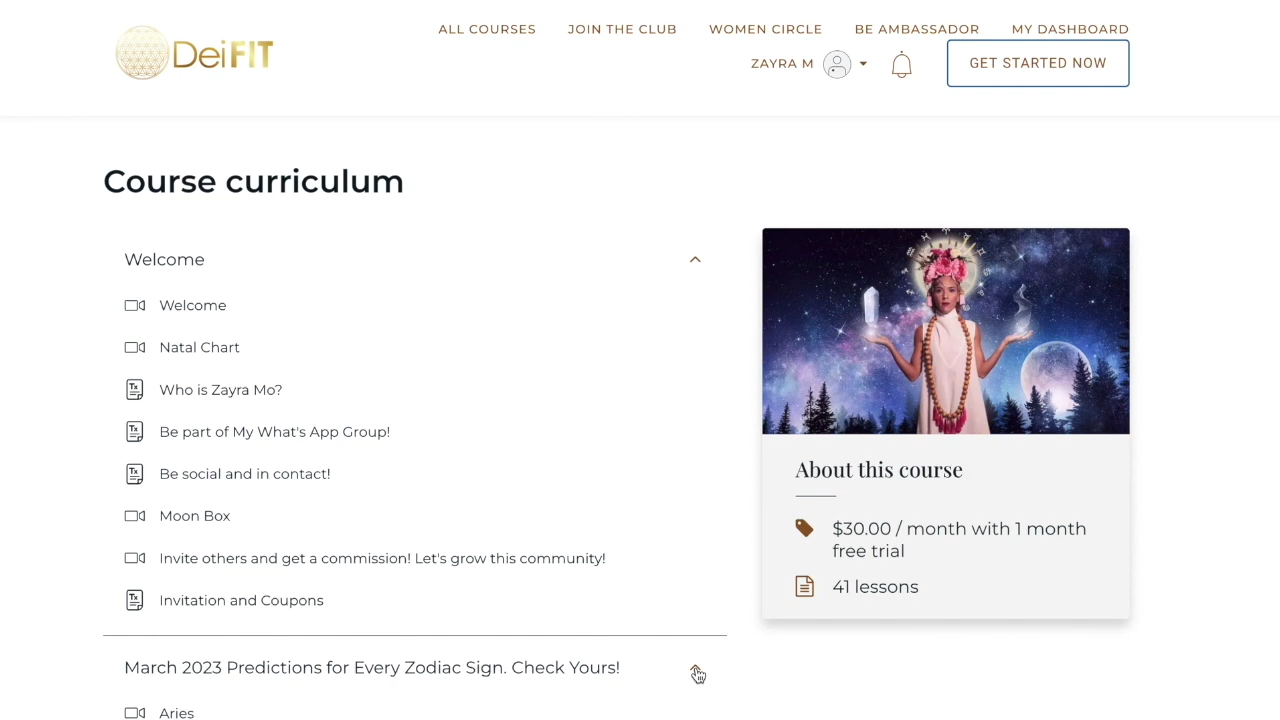 DeiFIT
ALL COURSES JOIN THE CLUB WOMEN CIRCLE BE AMBASSADOR MY DASHBOARD
ZAYRA M GET STARTED NOW
Course curriculum
Welcome
Welcome
Natal Chart
Who is Zayra Mo?
Be part of My What's App Group!
Be social and in contact!
Moon Box
Invite others and get a commission! Let's grow this community!
Invitation and Coupons
March 2023 Predictions for Every Zodiac Sign. Check Yours!
Aries
About this course
$30.00 / month with 1 month
free trial
41 lessons